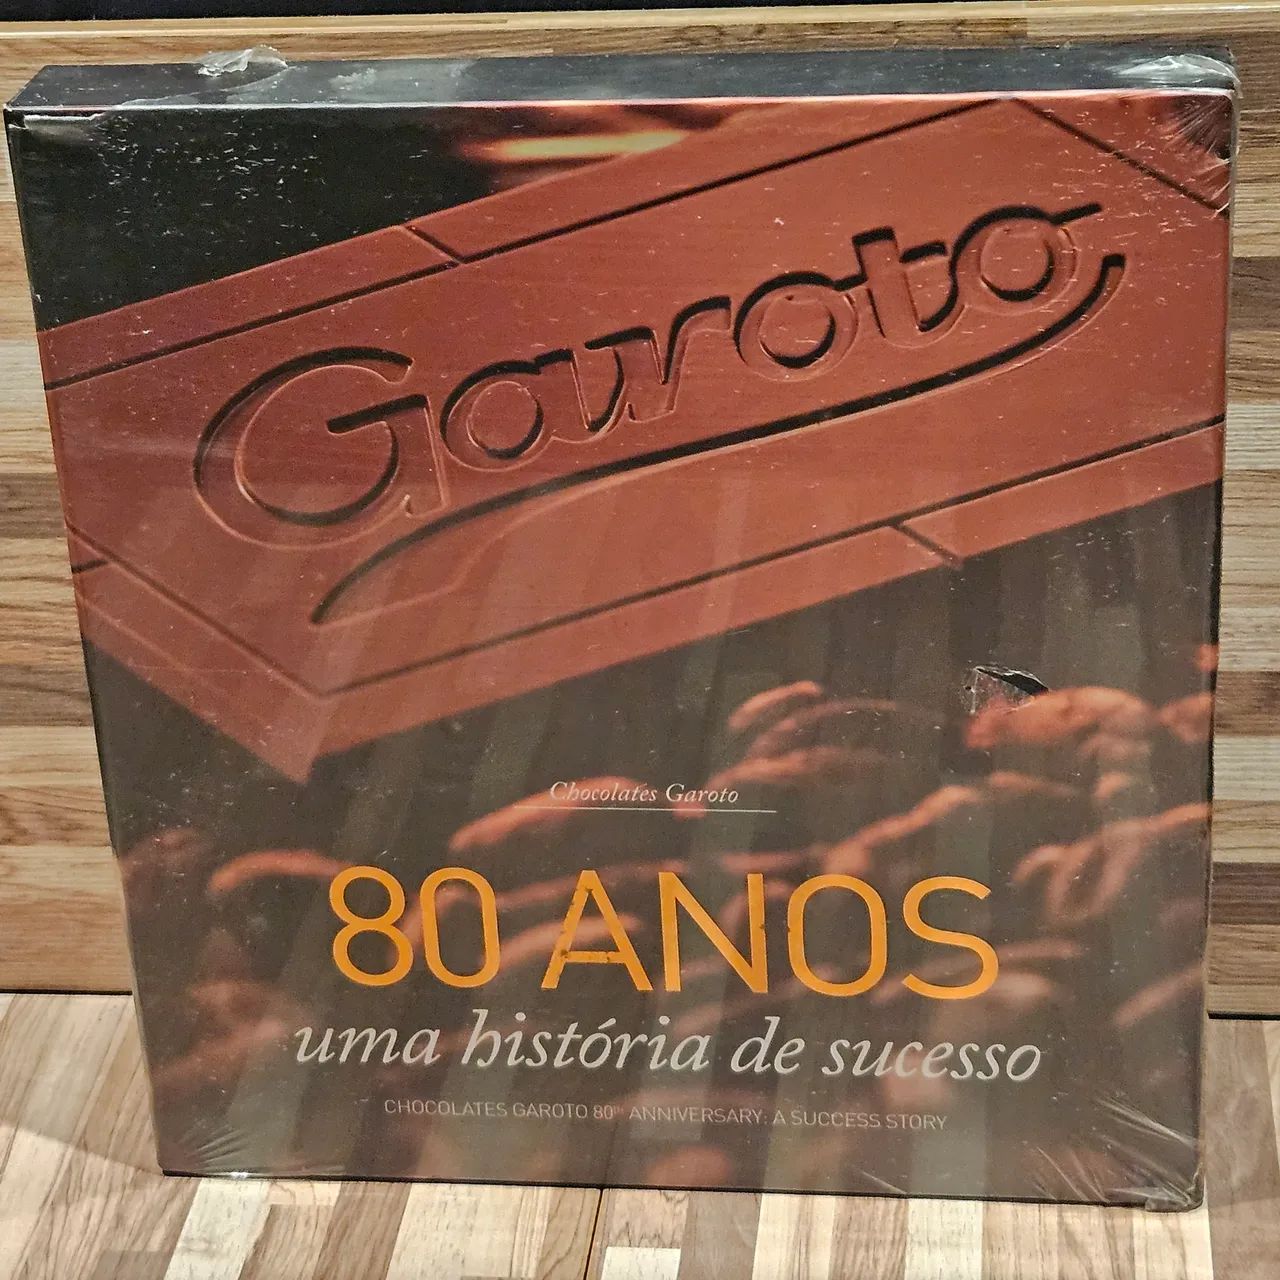 Garoto
Chocolates Garoto
80 ANOS
uma história de sucesso
CHOCOLATES GAROTO 80TH ANNIVERSARY: A SUCCESS STORY